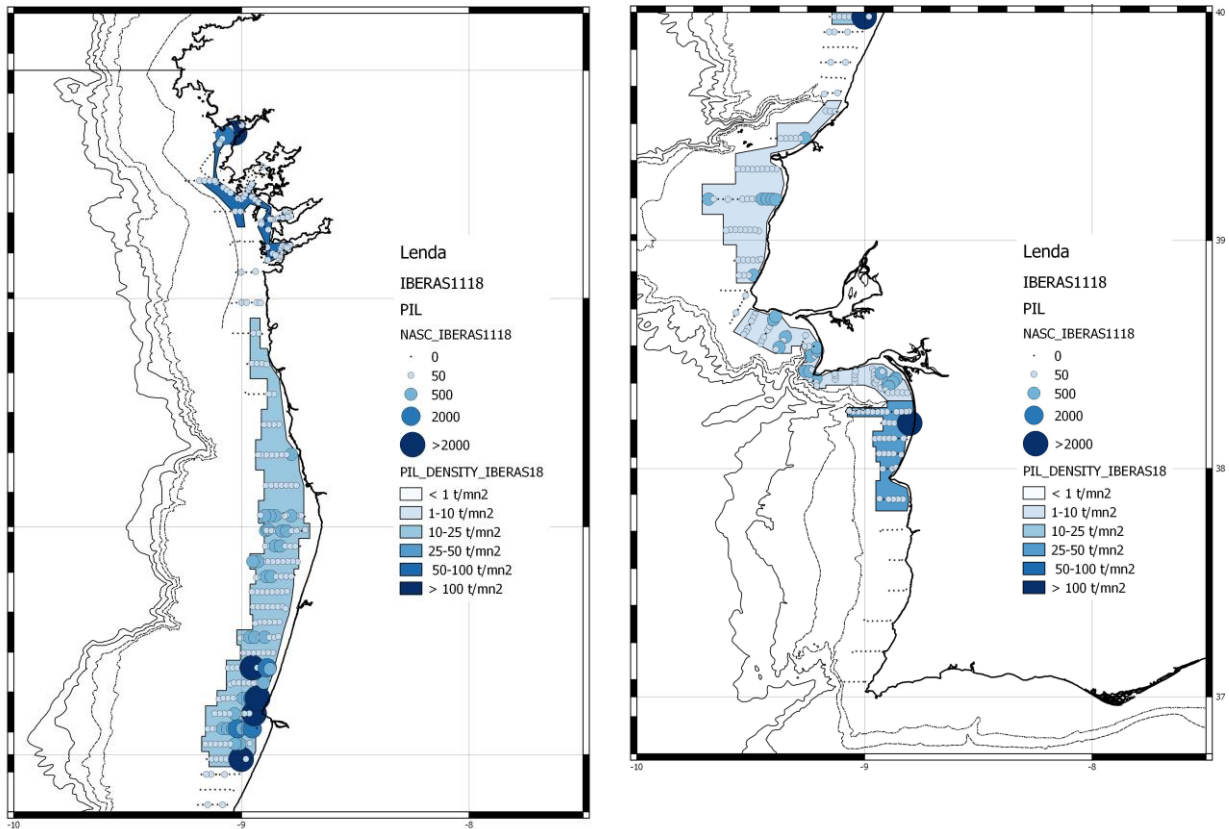 Lenda
IBERAS1118
PIL
NASC_IBERAS1118
0
50
500
2000
>2000
PIL_DENSITY_IBERAS18
< 1 t/mn2
1-10 t/mn2
10-25 t/mn2
25-50 t/mn2
50-100 t/mn2
> 100 t/mn2
-10
-9
-8
40
39
Lenda
IBERAS1118
PIL
NASC_IBERAS1118
0
50
500
2000
>2000
PIL_DENSITY_IBERAS18
< 1 t/mn2
1-10 t/mn2
10-25 t/mn2
25-50 t/mn2
50-100 t/mn2
> 100 t/mn2
38
37
-10
-9
-8